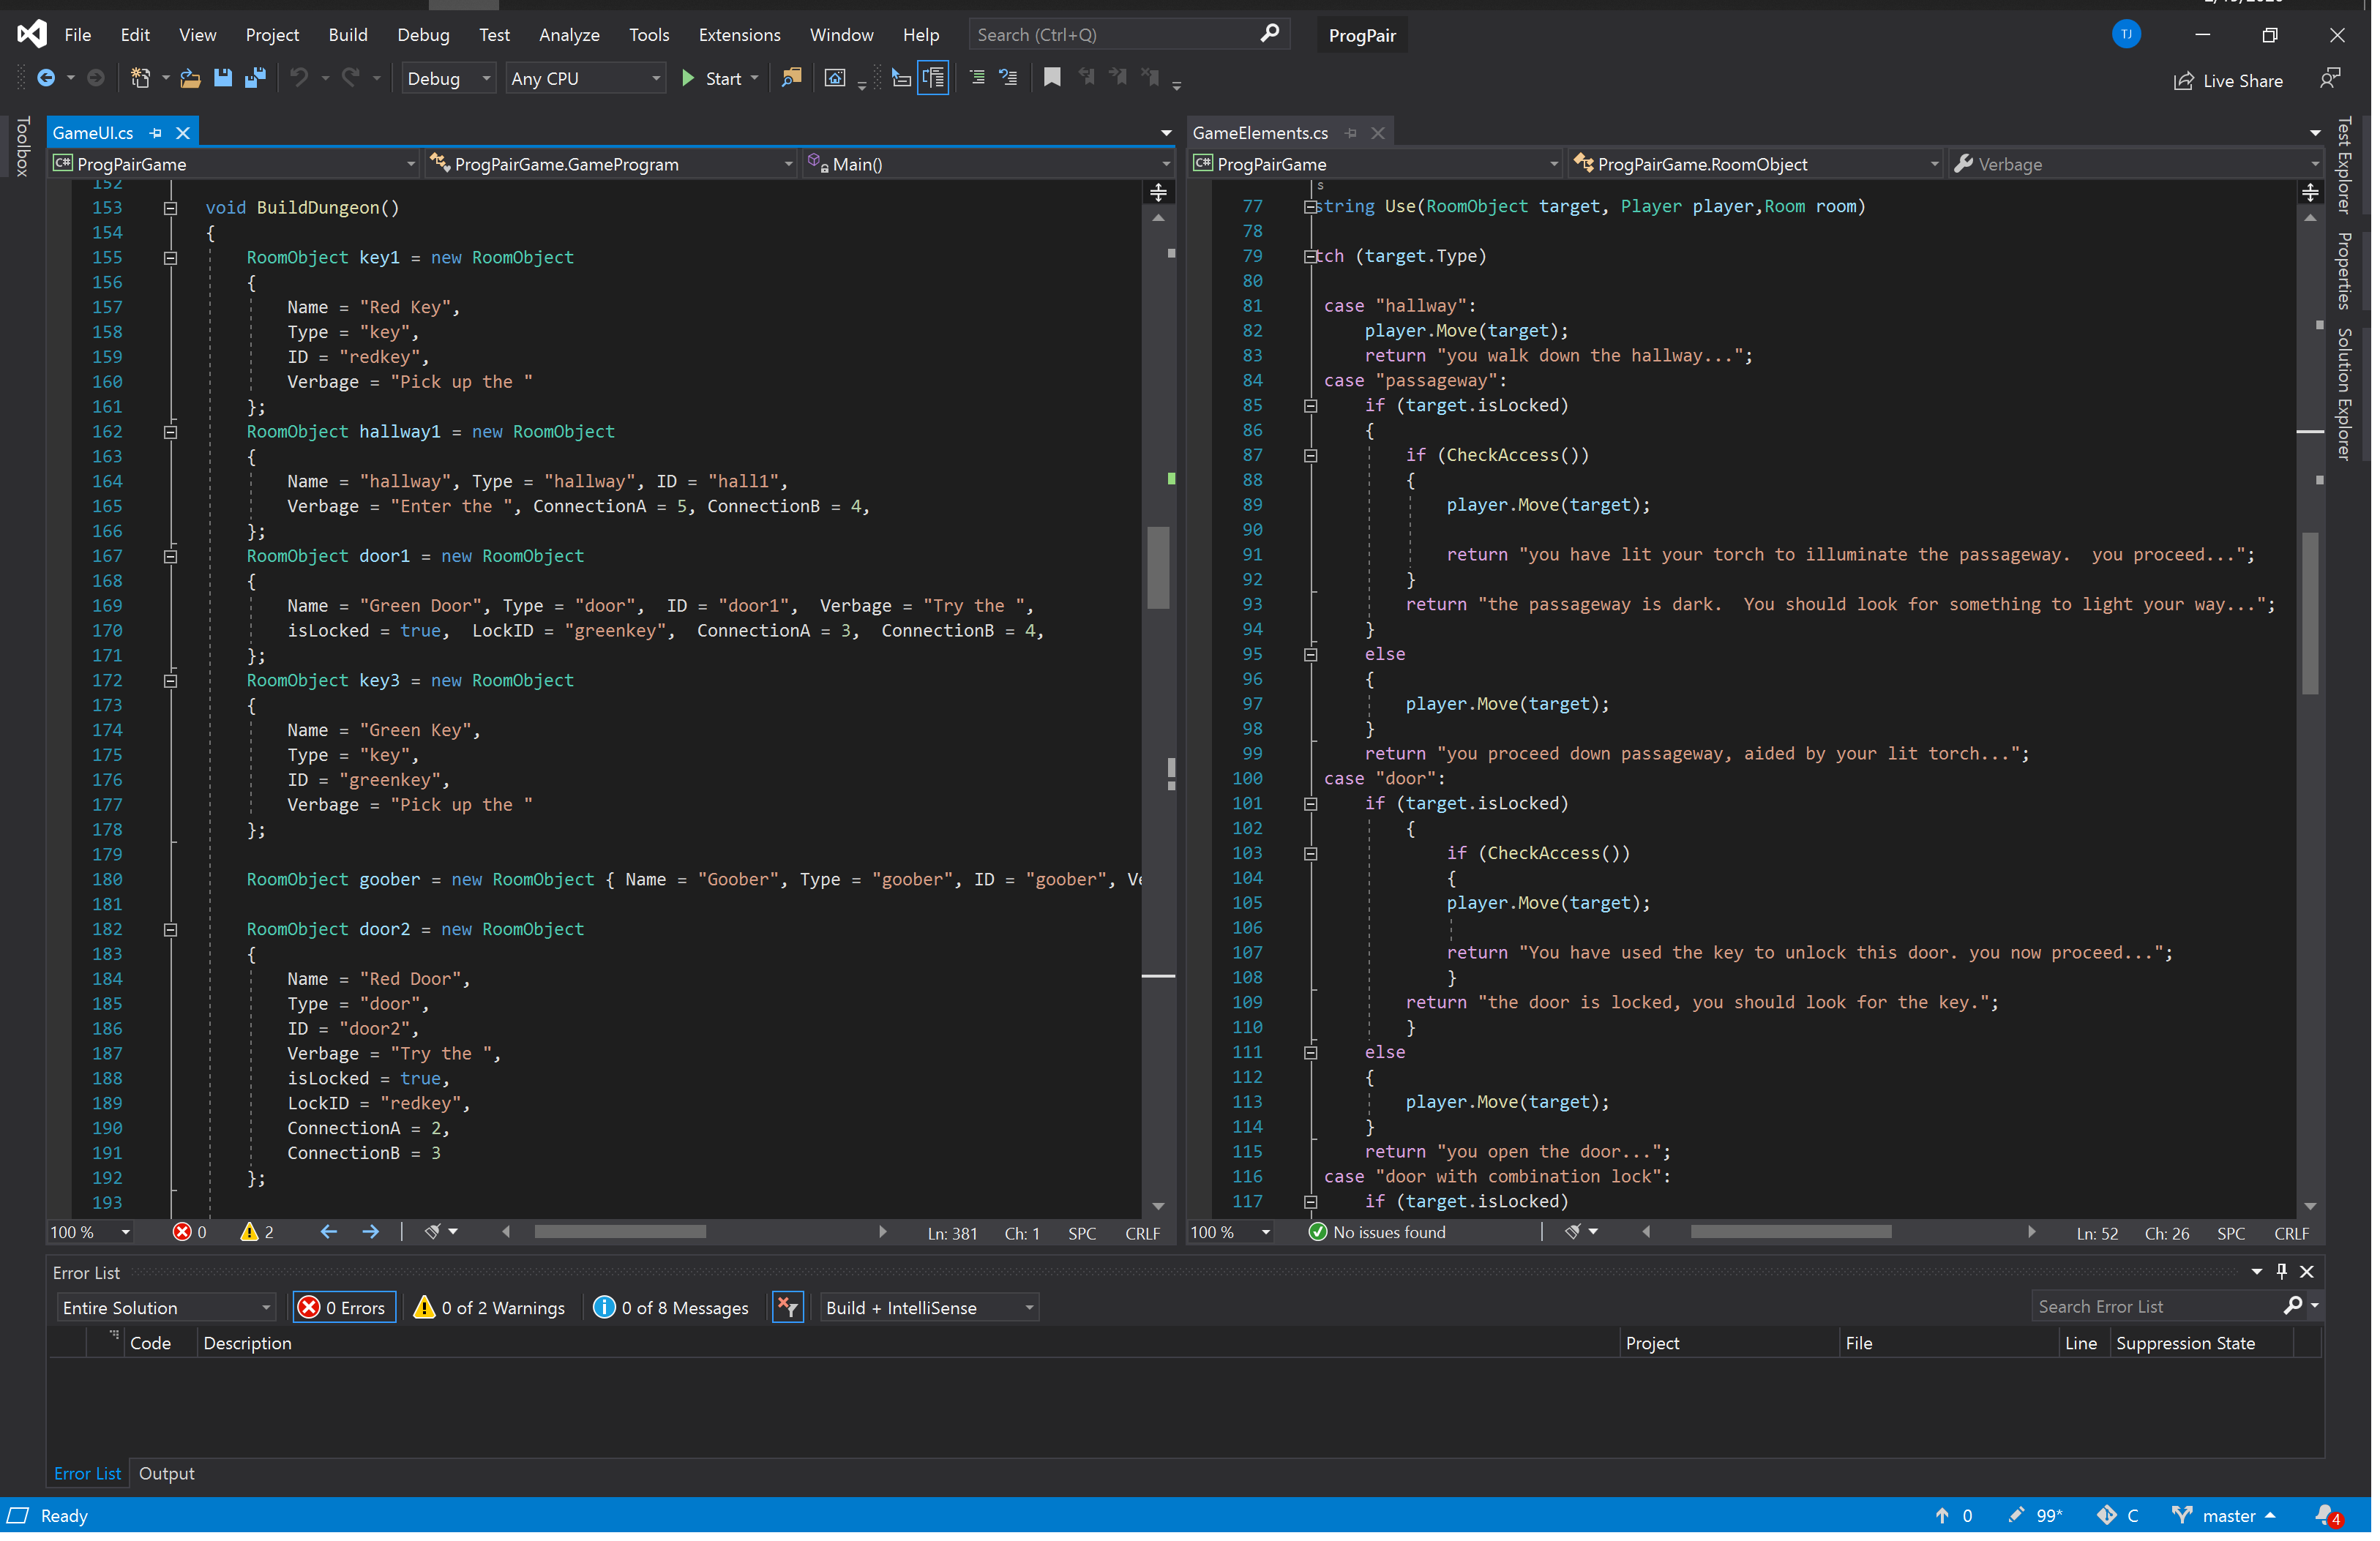 File Edit View Project Build Debug Test Analyze Tools Extensions Window Help Search (Ctrl+Q) ProgPair TJ
Debug Any CPU Start Live Share
Toolbox
GameUI.cs
ProgPairGame ProgPairGame.GameProgram Main()
152
153 void BuildDungeon()
154 {
155 RoomObject key1 = new RoomObject
156 {
157 Name = "Red Key",
158 Type = "key",
159 ID = "redkey",
160 Verbage = "Pick up the "
161 };
162 RoomObject hallway1 = new RoomObject
163 {
164 Name = "hallway", Type = "hallway", ID = "hall1",
165 Verbage = "Enter the ", ConnectionA = 5, ConnectionB = 4,
166 };
167 RoomObject door1 = new RoomObject
168 {
169 Name = "Green Door", Type = "door",  ID = "door1",  Verbage = "Try the ",
170 isLocked = true,  LockID = "greenkey",  ConnectionA = 3,  ConnectionB = 4,
171 };
172 RoomObject key3 = new RoomObject
173 {
174 Name = "Green Key",
175 Type = "key",
176 ID = "greenkey",
177 Verbage = "Pick up the "
178 };
179
180 RoomObject goober = new RoomObject { Name = "Goober", Type = "goober", ID = "goober", Ve
181
182 RoomObject door2 = new RoomObject
183 {
184 Name = "Red Door",
185 Type = "door",
186 ID = "door2",
187 Verbage = "Try the ",
188 isLocked = true,
189 LockID = "redkey",
190 ConnectionA = 2,
191 ConnectionB = 3
192 };
193
100 % 0 2 Ln: 381 Ch: 1 SPC CRLF
GameElements.cs
ProgPairGame ProgPairGame.RoomObject Verbage
s
77 string Use(RoomObject target, Player player,Room room)
78
79 tch (target.Type)
80
81 case "hallway":
82 player.Move(target);
83 return "you walk down the hallway...";
84 case "passageway":
85 if (target.isLocked)
86 {
87 if (CheckAccess())
88 {
89 player.Move(target);
90
91 return "you have lit your torch to illuminate the passageway.  you proceed...";
92 }
93 return "the passageway is dark.  You should look for something to light your way...";
94 }
95 else
96 {
97 player.Move(target);
98 }
99 return "you proceed down passageway, aided by your lit torch...";
100 case "door":
101 if (target.isLocked)
102 {
103 if (CheckAccess())
104 {
105 player.Move(target);
106
107 return "You have used the key to unlock this door. you now proceed...";
108 }
109 return "the door is locked, you should look for the key.";
110 }
111 else
112 {
113 player.Move(target);
114 }
115 return "you open the door...";
116 case "door with combination lock":
117 if (target.isLocked)
100 % No issues found Ln: 52 Ch: 26 SPC CRLF
Test Explorer
Properties
Solution Explorer
Error List
Entire Solution 0 Errors 0 of 2 Warnings 0 of 8 Messages Build + IntelliSense Search Error List
Code Description Project File Line Suppression State
Error List Output
Ready 0 99* C master 4